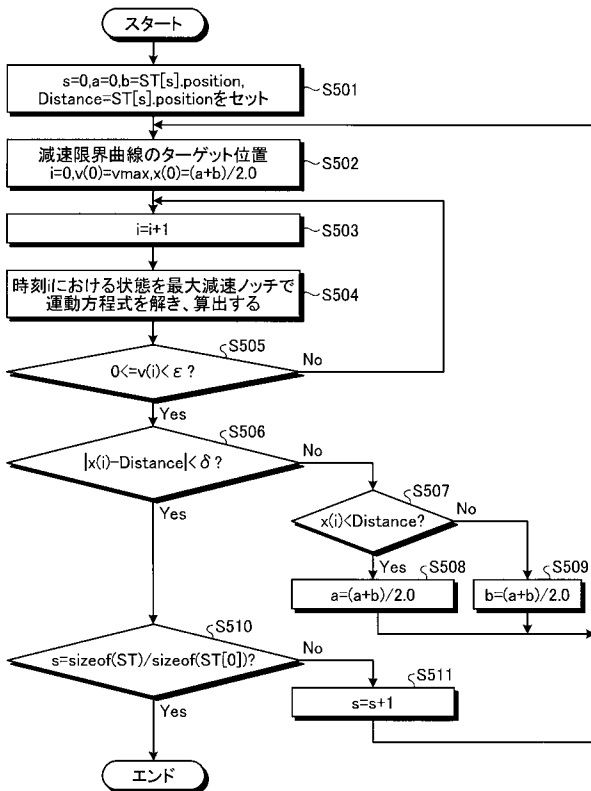 スタート
s=0,a=0,b=ST[s].position,
Distance=ST[s].positionをセット
S501
減速限界曲線のターゲット位置
i=0,v(0)=vmax,x(0)=(a+b)/2.0
S502
i=i+1
S503
時刻iにおける状態を最大減速ノッチで
運動方程式を解き、算出する
S504
S505
0<=v(i)<ε?
No
Yes
S506
|x(i)-Distance|<δ?
No
Yes
S507
x(i)<Distance?
No
Yes
S508
a=(a+b)/2.0
S509
b=(a+b)/2.0
S510
s=sizeof(ST)/sizeof(ST[0])?
No
Yes
S511
s=s+1
エンド